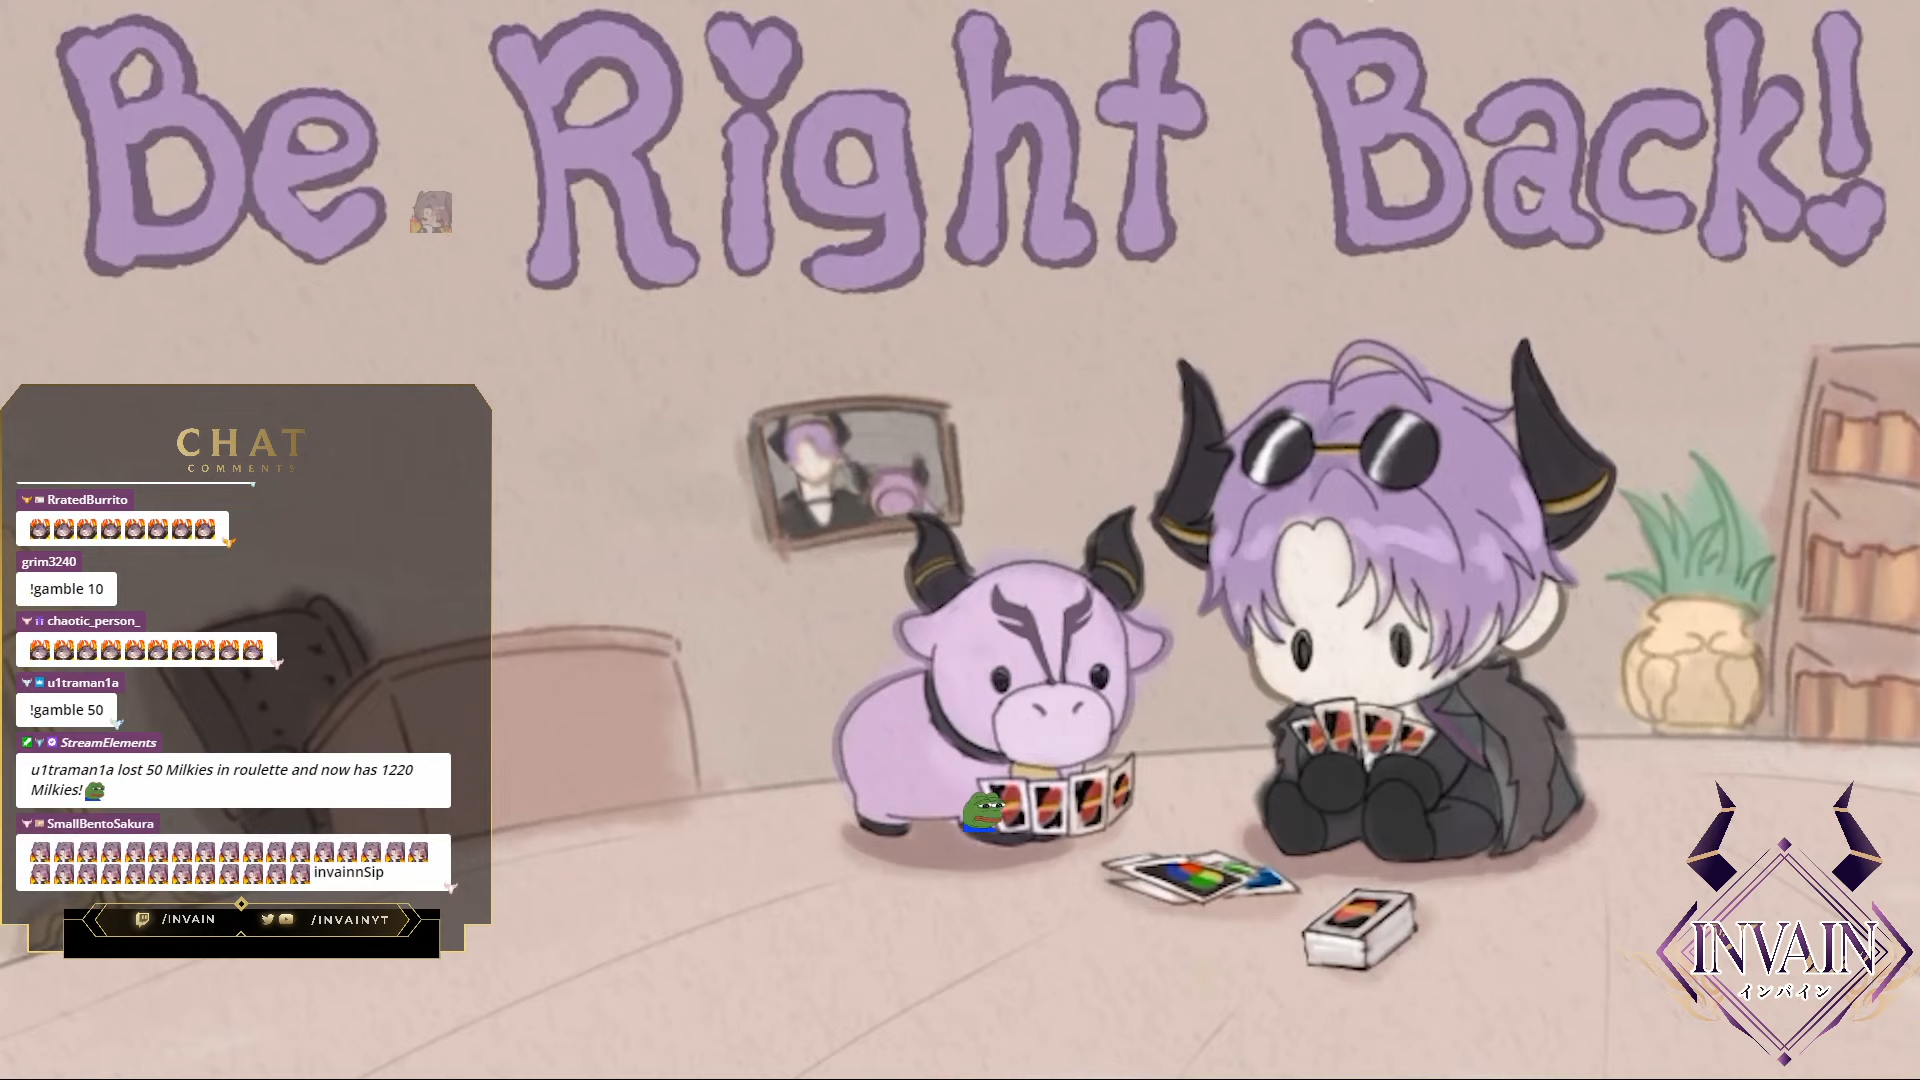 Be Right Back!
CHAT
COMMENTS
RratedBurrito
grim3240
!gamble 10
chaotic_person_
u1traman1a
!gamble 50
StreamElements
u1traman1a lost 50 Milkies in roulette and now has 1220
Milkies!
SmallBentoSakura
invainnSip
/INVAIN /INVAINYT
INVAIN
インバイン